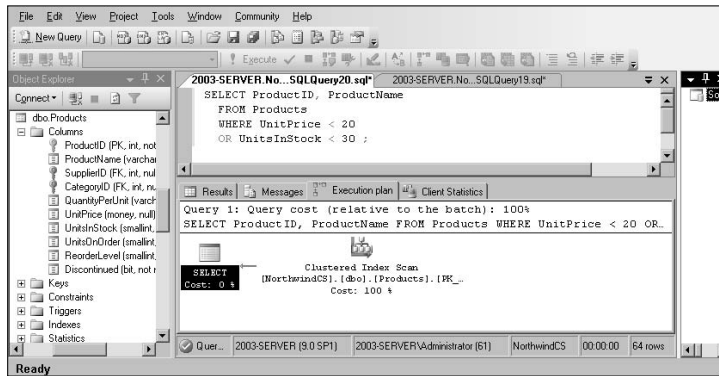 File Edit View Project Tools Window Community Help
New Query
Execute
Object Explorer
Connect
dbo.Products
Columns
ProductID (PK, int, not
ProductName (varchar
SupplierID (FK, int, nul
CategoryID (FK, int, nu
QuantityPerUnit (varch
UnitPrice (money, null)
UnitsInStock (smallint,
UnitsOnOrder (smallint,
ReorderLevel (smallint,
Discontinued (bit, not n
Keys
Constraints
Triggers
Indexes
Statistics
2003-SERVER.No...SQLQuery20.sql* 2003-SERVER.No...SQLQuery19.sql*
SELECT ProductID, ProductName
FROM Products
WHERE UnitPrice < 20
OR UnitsInStock < 30 ;
Results Messages Execution plan Client Statistics
Query 1: Query cost (relative to the batch): 100%
SELECT ProductID, ProductName FROM Products WHERE UnitPrice < 20 OR…
SELECT
Cost: 0 %
Clustered Index Scan
[NorthwindCS].[dbo].[Products].[PK_…
Cost: 100 %
Quer... 2003-SERVER (9.0 SP1) 2003-SERVER\Administrator (61) NorthwindCS 00:00:00 64 rows
So
Ready